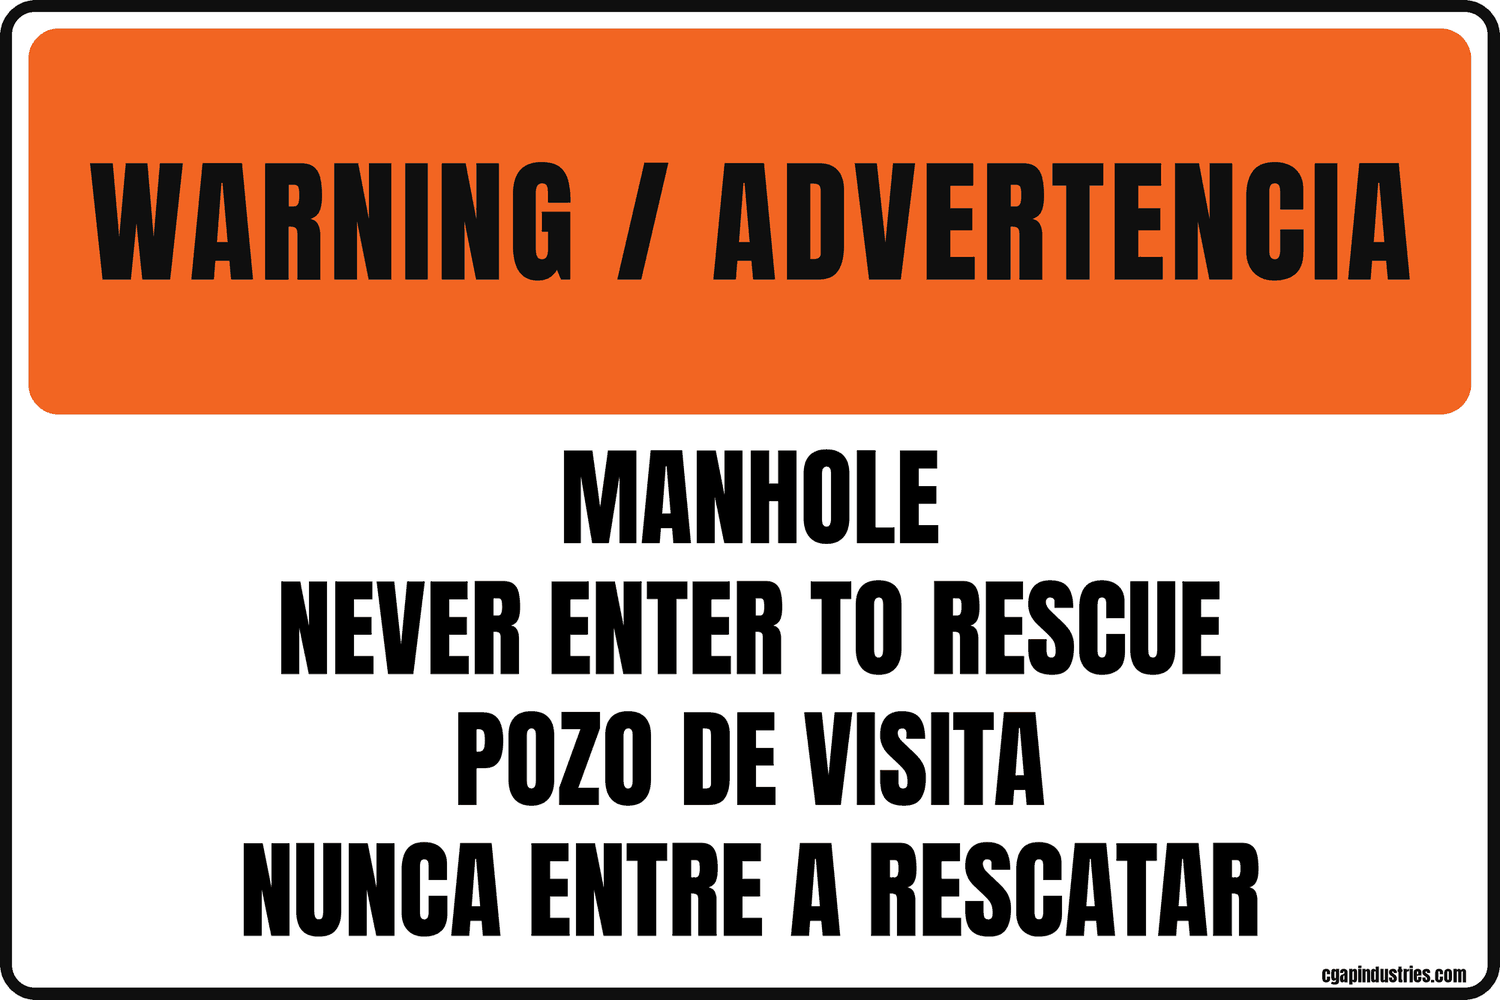 WARNING / ADVERTENCIA
MANHOLE
NEVER ENTER TO RESCUE
POZO DE VISITA
NUNCA ENTRE A RESCATAR
cgapindustries.com